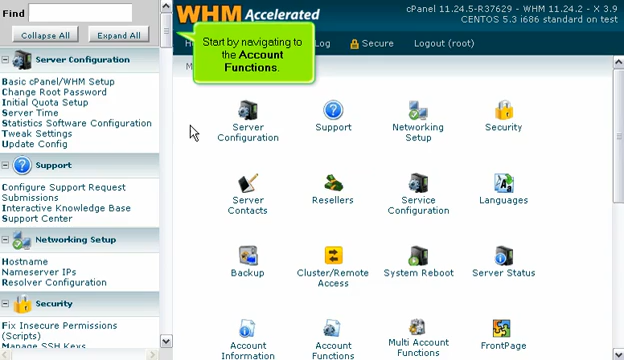 Find
Collapse All
Expand All
Server Configuration
Basic cPanel/WHM Setup
Change Root Password
Initial Quota Setup
Server Time
Statistics Software Configuration
Tweak Settings
Update Config
Support
Configure Support Request
Submissions
Interactive Knowledge Base
Support Center
Networking Setup
Hostname
Nameserver IPs
Resolver Configuration
Security
Fix Insecure Permissions
(Scripts)
Manage SSH Keys
WHM Accelerated
cPanel 11.24.5-R37629 - WHM 11.24.2 - X 3.9
CENTOS 5.3 i686 standard on test
Log
Secure
Logout (root)
Start by navigating to
the Account
Functions.
Server
Configuration
Support
Networking
Setup
Security
Server
Contacts
Resellers
Service
Configuration
Languages
Backup
Cluster/Remote
Access
System Reboot
Server Status
Account
Information
Account
Functions
Multi Account
Functions
FrontPage